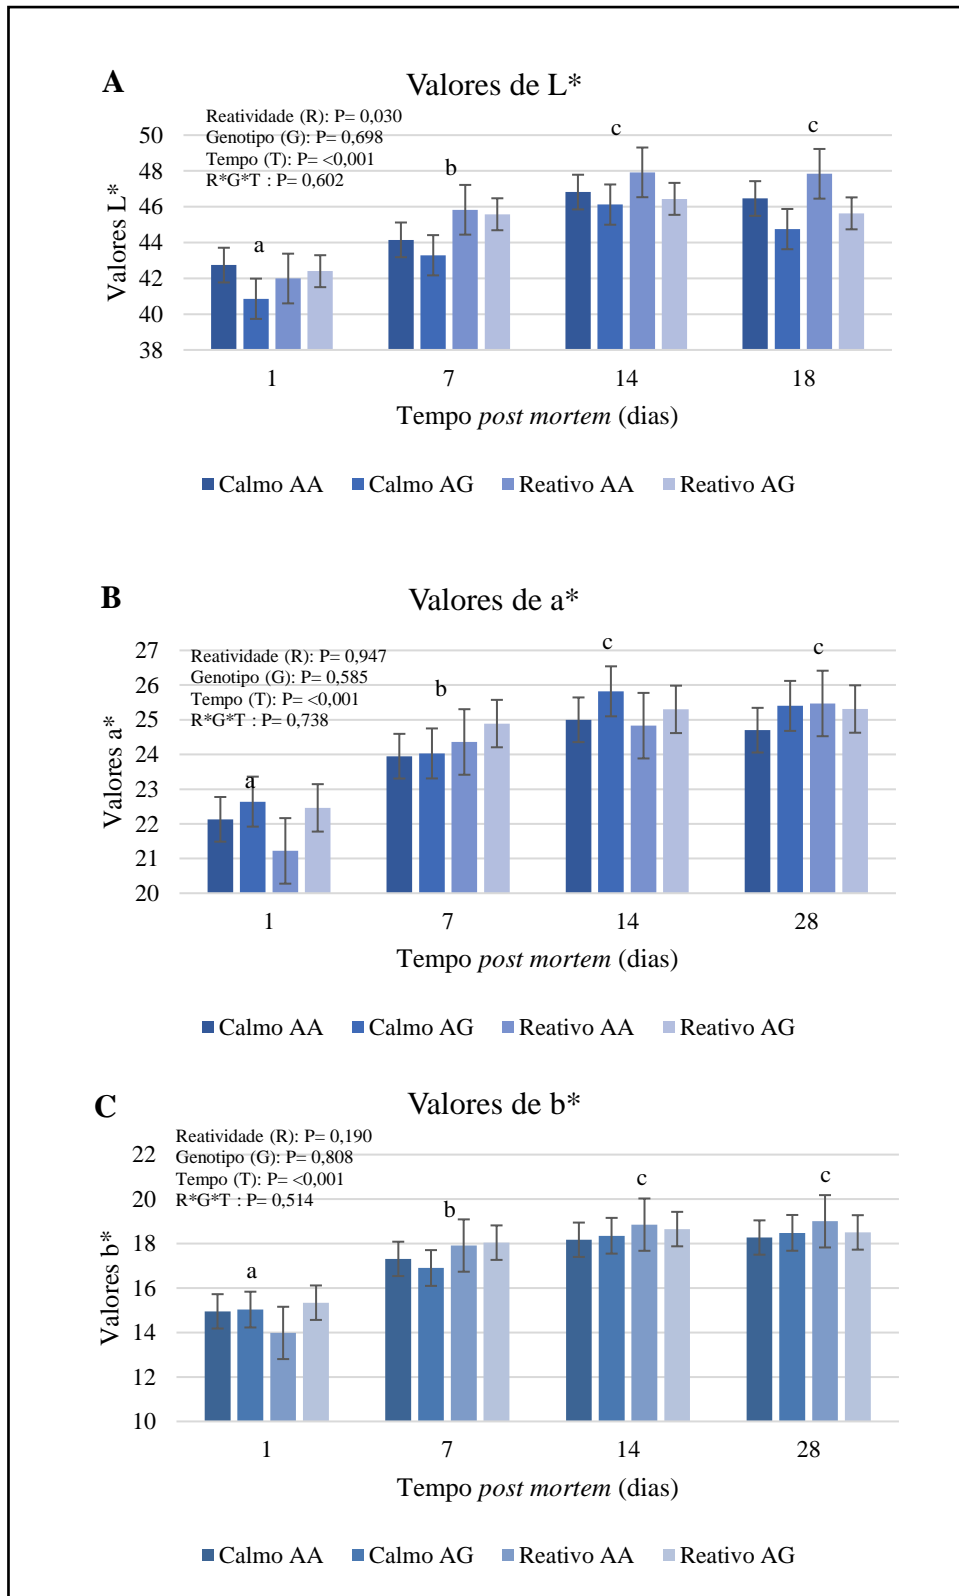 A
Valores de L*
Reatividade (R): P= 0,030
Genotipo (G): P= 0,698
Tempo (T): P= <0,001
R*G*T : P= 0,602
Valores L*
50
48
46
44
42
40
38
a
b
c
c
1 7 14 18
Tempo post mortem (dias)
Calmo AA Calmo AG Reativo AA Reativo AG
B
Valores de a*
Reatividade (R): P= 0,947
Genotipo (G): P= 0,585
Tempo (T): P= <0,001
R*G*T : P= 0,738
Valores a*
27
26
25
24
23
22
21
20
a
b
c
c
1 7 14 28
Tempo post mortem (dias)
Calmo AA Calmo AG Reativo AA Reativo AG
C
Valores de b*
Reatividade (R): P= 0,190
Genotipo (G): P= 0,808
Tempo (T): P= <0,001
R*G*T : P= 0,514
Valores b*
22
20
18
16
14
12
10
a
b
c
c
1 7 14 28
Tempo post mortem (dias)
Calmo AA Calmo AG Reativo AA Reativo AG